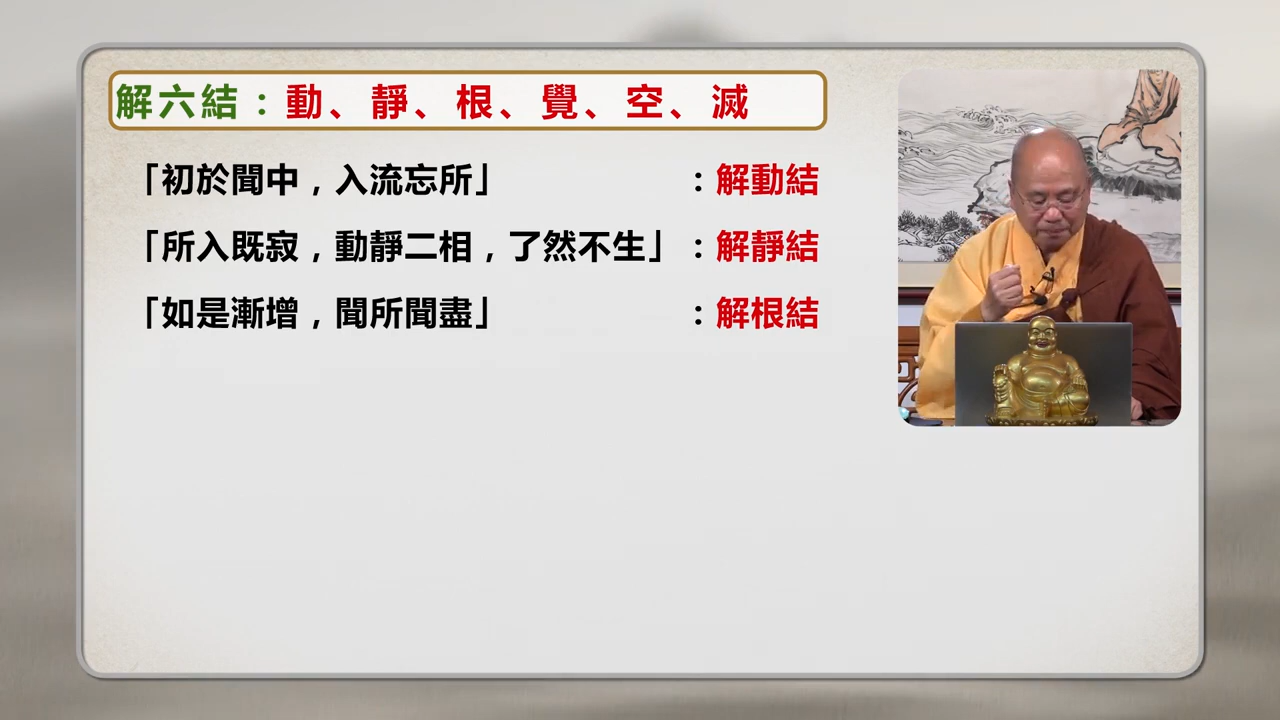 解六結：動、靜、根、覺、空、滅
「初於聞中，入流忘所」：解動結
「所入既寂，動靜二相，了然不生」：解靜結
「如是漸增，聞所聞盡」：解根結